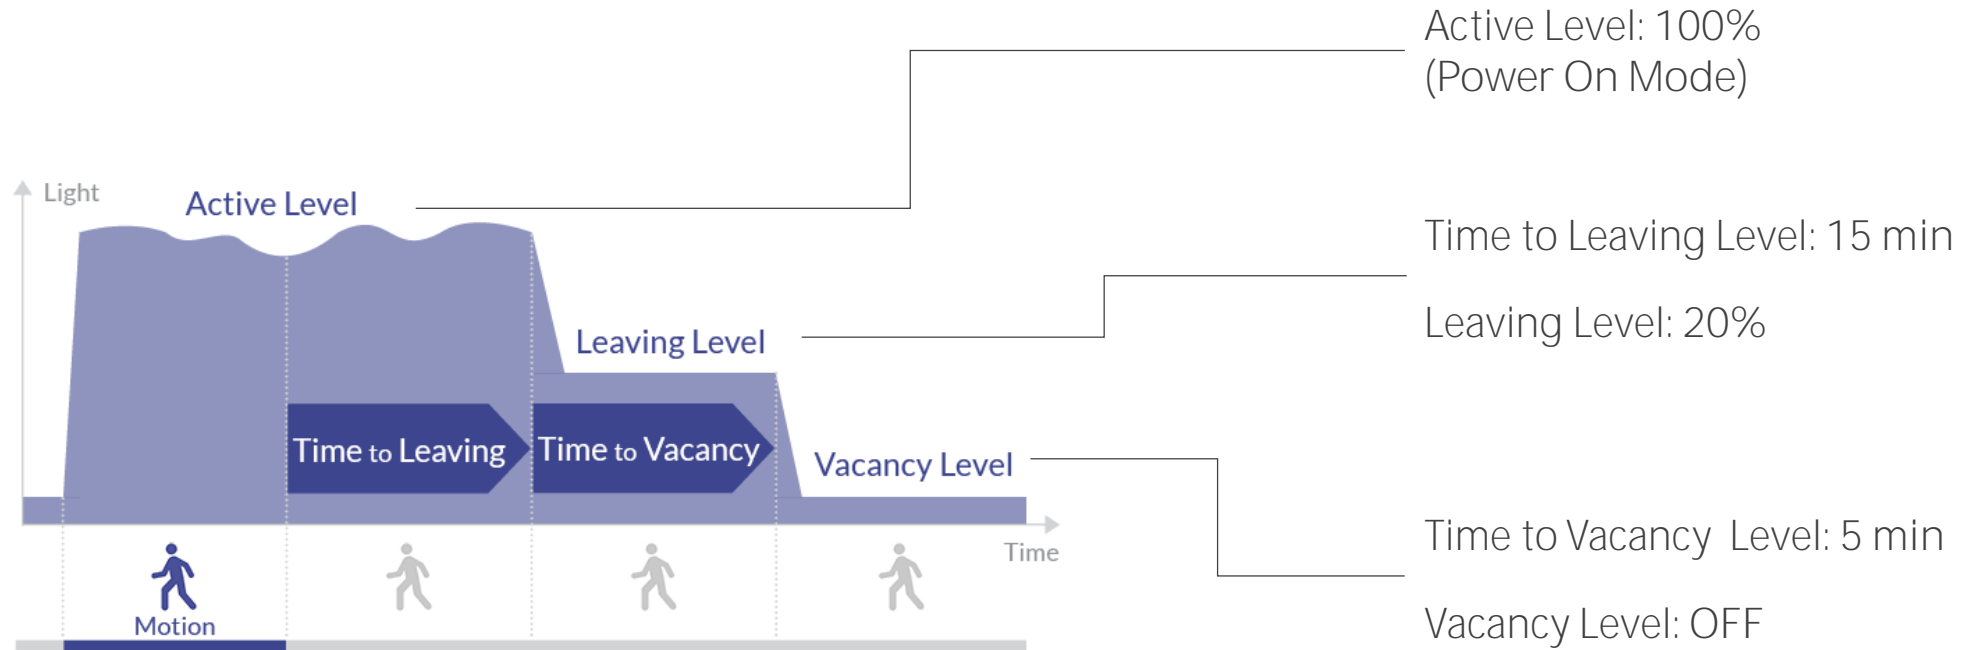 Active Level: 100%
(Power On Mode)
Light
Active Level
Time to Leaving Level: 15 min
Leaving Level
Leaving Level: 20%
Time to Leaving
Time to Vacancy
Vacancy Level
Time
Time to Vacancy Level: 5 min
Motion
Vacancy Level: OFF